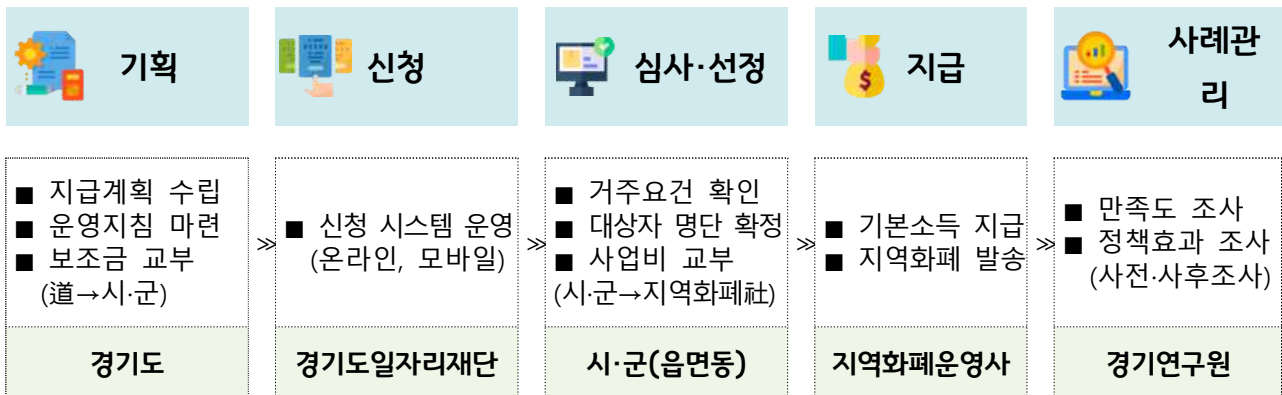 기획
신청
심사·선정
지급
사례관
리
■ 지급계획 수립
■ 운영지침 마련
■ 보조금 교부
(道→시·군)
≫
■ 신청 시스템 운영
(온라인, 모바일)
≫
■ 거주요건 확인
■ 대상자 명단 확정
■ 사업비 교부
(시·군→지역화폐社)
≫
■ 기본소득 지급
■ 지역화폐 발송
≫
■ 만족도 조사
■ 정책효과 조사
(사전·사후조사)
경기도
경기도일자리재단
시·군(읍면동)
지역화폐운영사
경기연구원